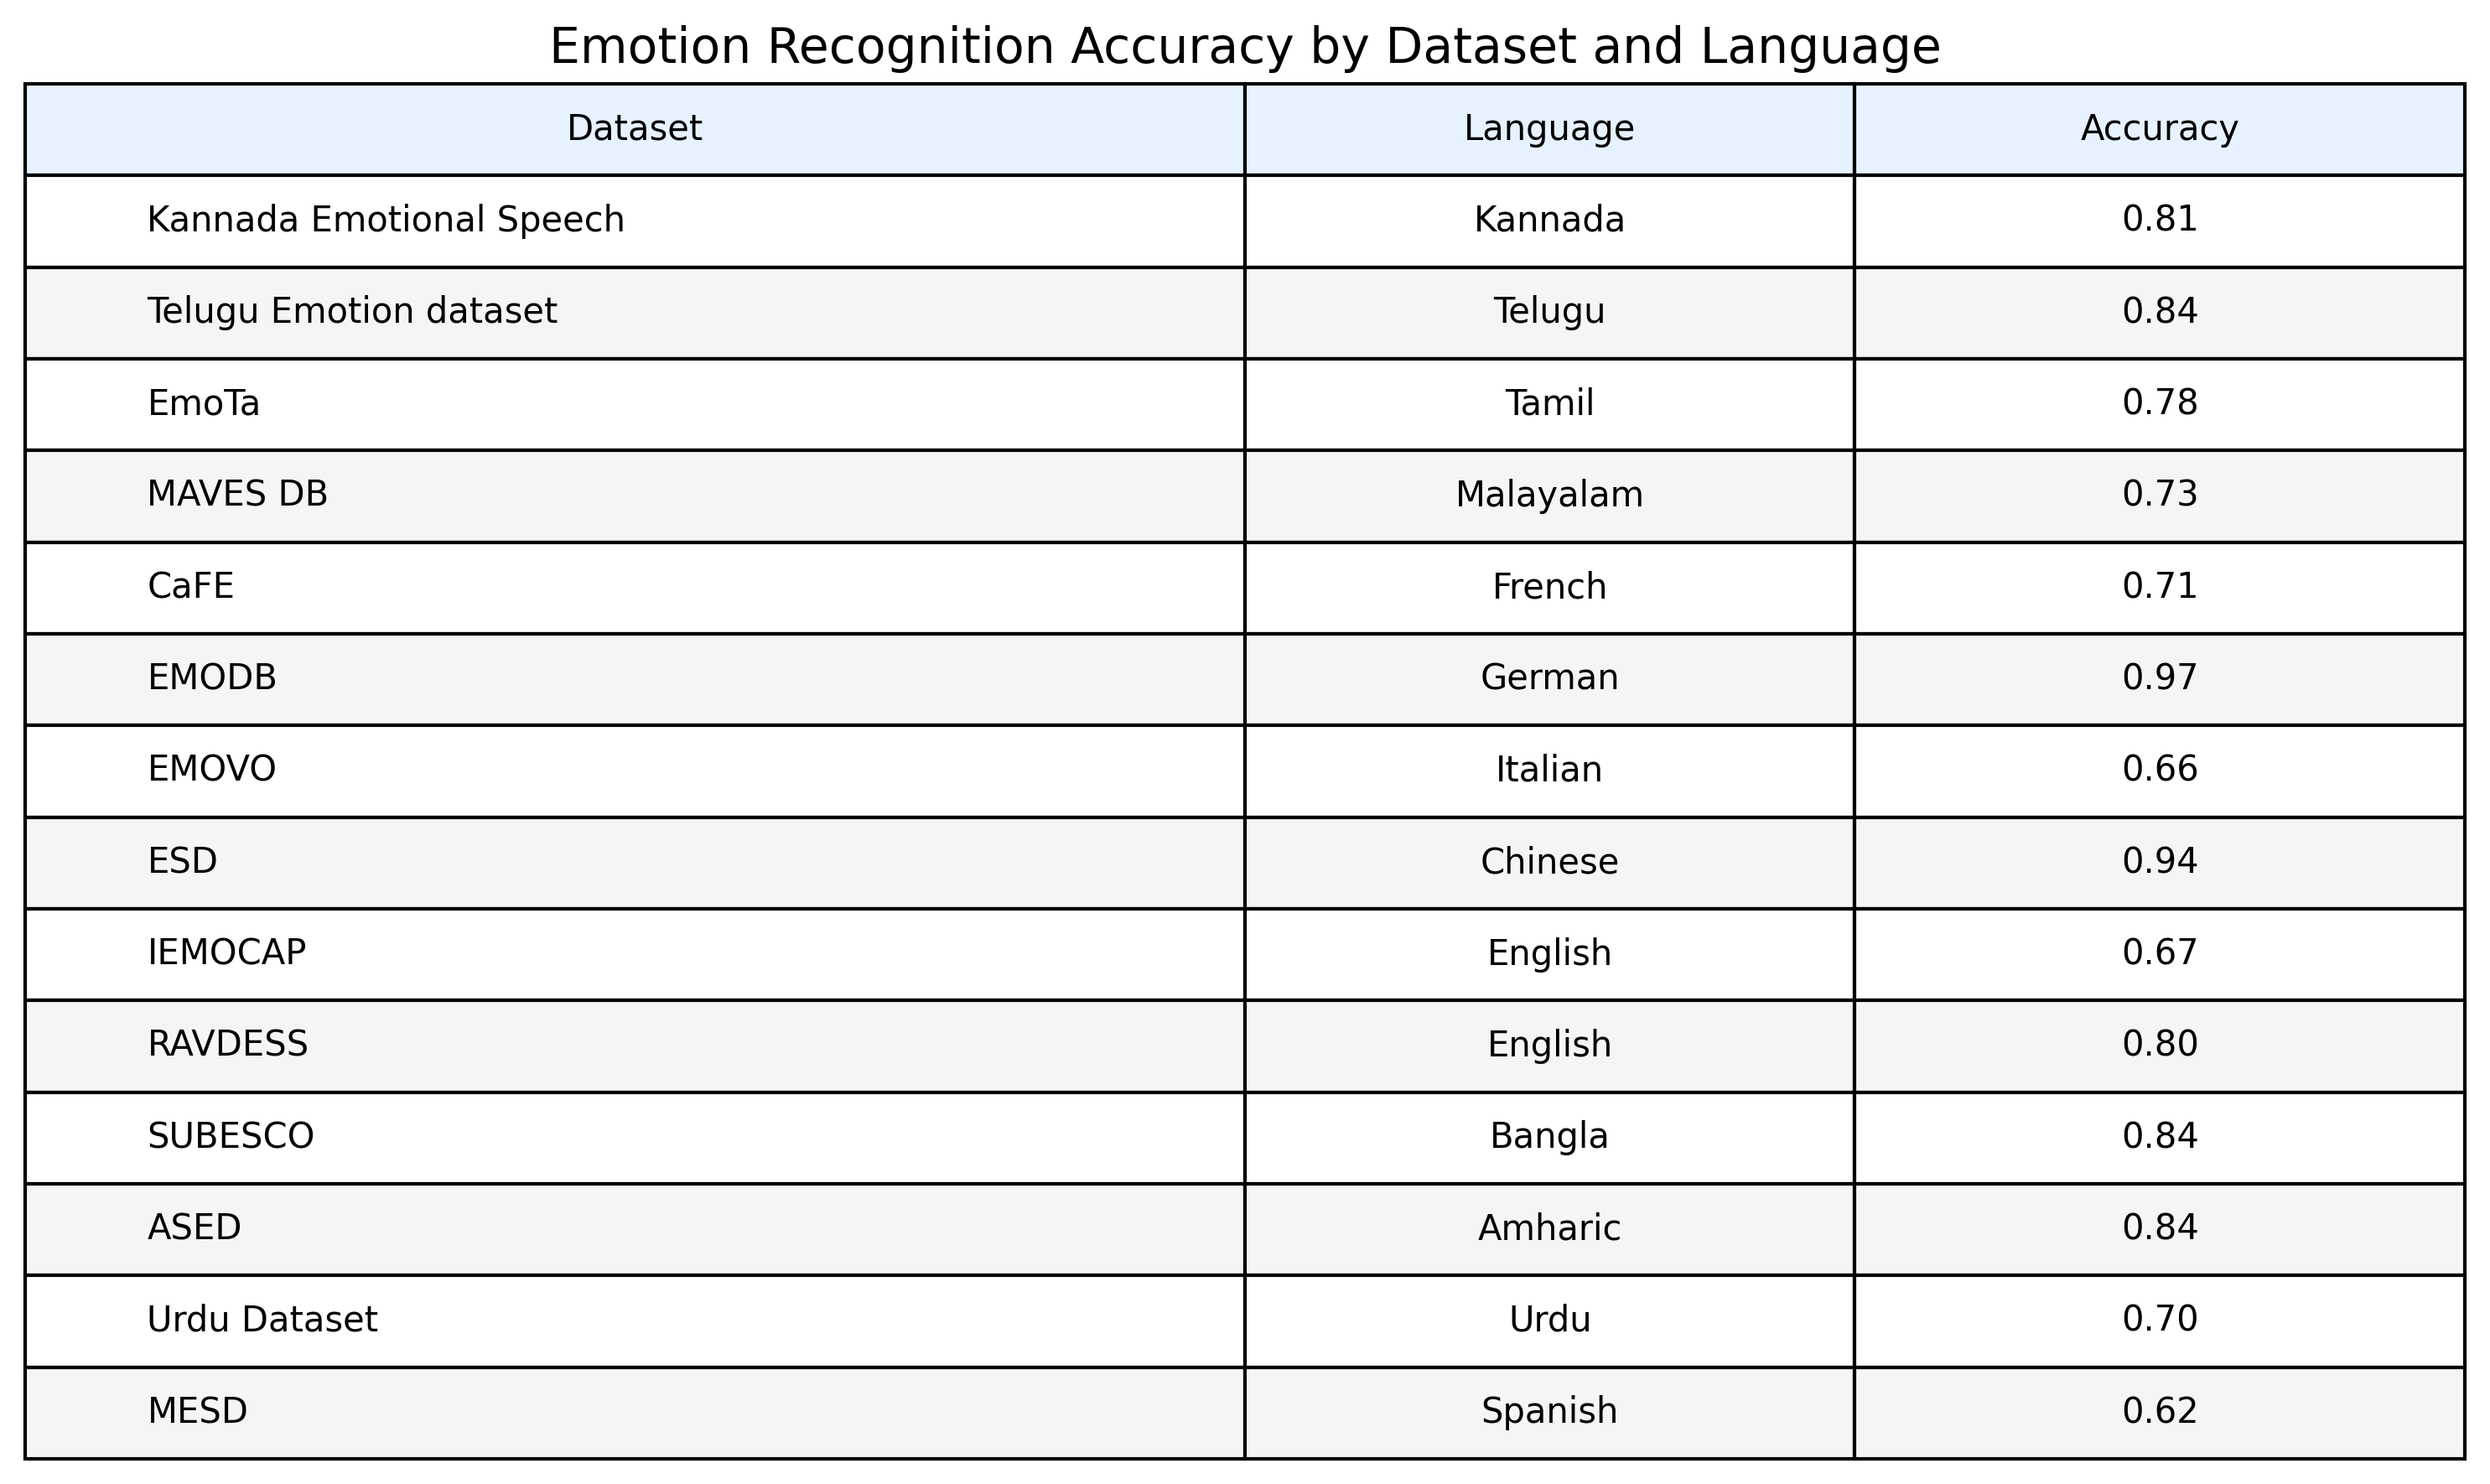 Emotion Recognition Accuracy by Dataset and Language
Dataset Language Accuracy
Kannada Emotional Speech Kannada 0.81
Telugu Emotion dataset Telugu 0.84
EmoTa Tamil 0.78
MAVES DB Malayalam 0.73
CaFE French 0.71
EMODB German 0.97
EMOVO Italian 0.66
ESD Chinese 0.94
IEMOCAP English 0.67
RAVDESS English 0.80
SUBESCO Bangla 0.84
ASED Amharic 0.84
Urdu Dataset Urdu 0.70
MESD Spanish 0.62